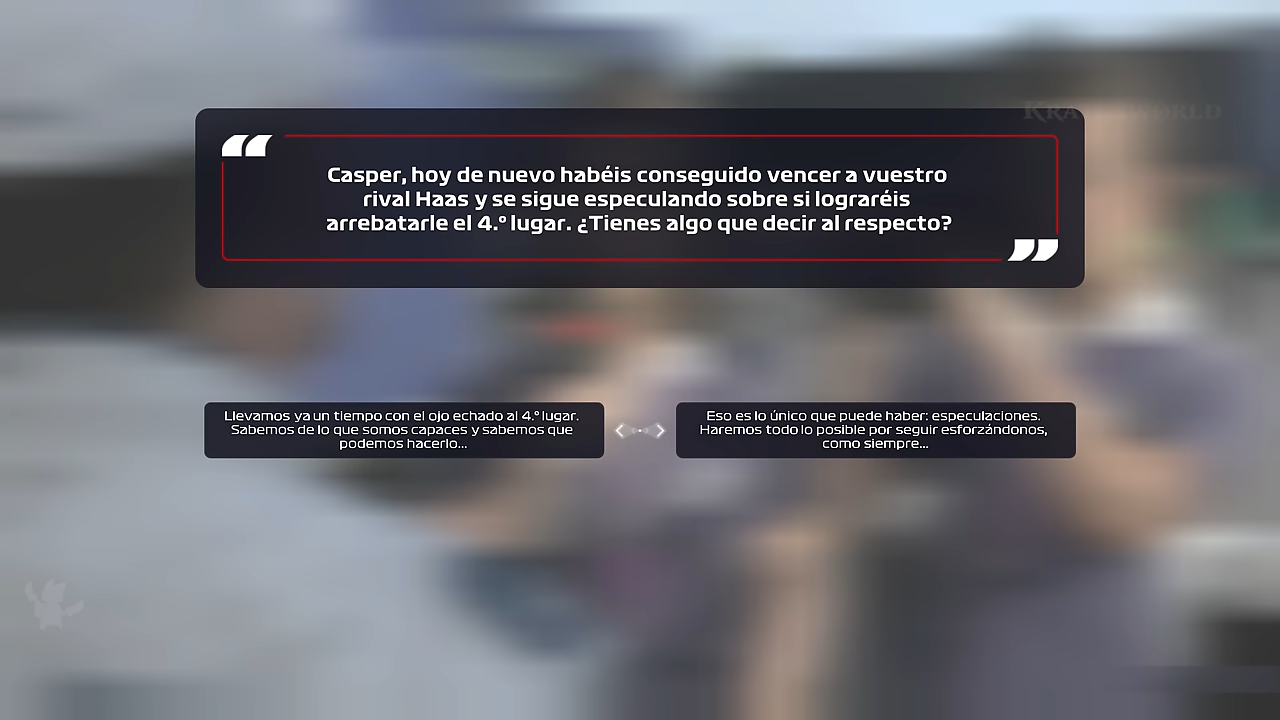 Casper, hoy de nuevo habéis conseguido vencer a vuestro
rival Haas y se sigue especulando sobre si lograréis
arrebatarle el 4.º lugar. ¿Tienes algo que decir al respecto?
Llevamos ya un tiempo con el ojo echado al 4.º lugar.
Sabemos de lo que somos capaces y sabemos que
podemos hacerlo...
Eso es lo único que puede haber: especulaciones.
Haremos todo lo posible por seguir esforzándonos,
como siempre...